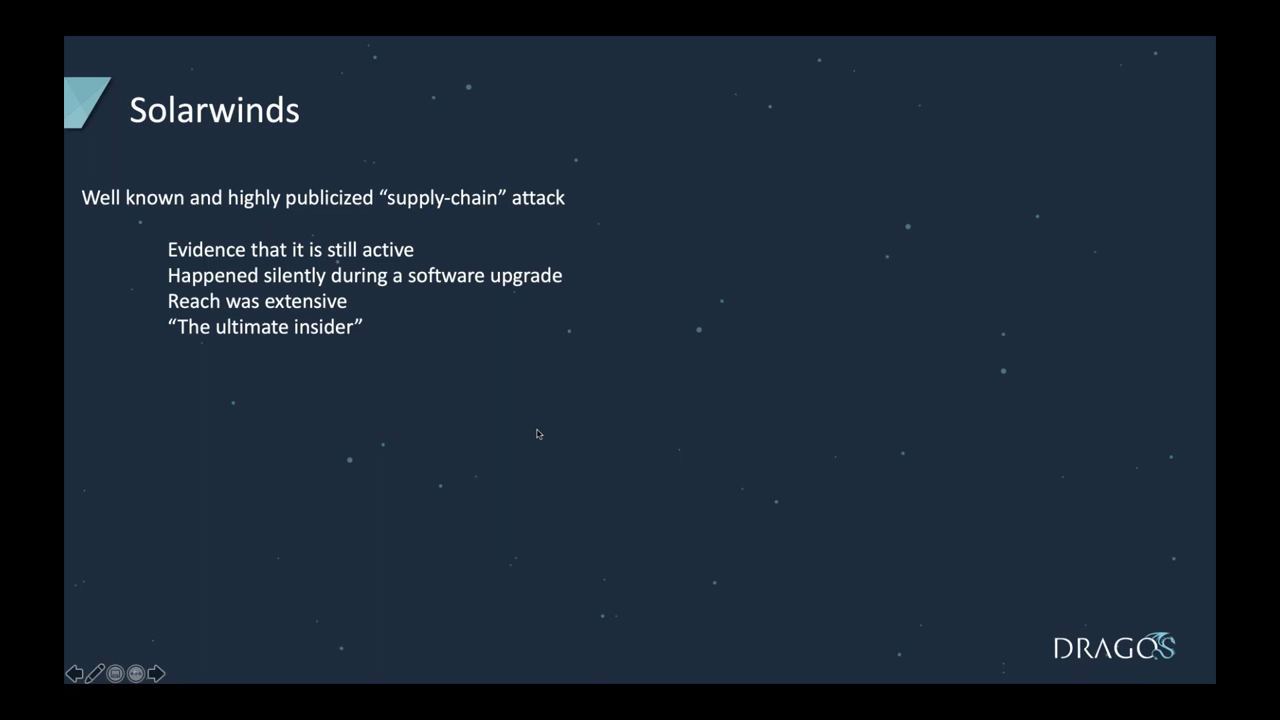 Solarwinds
Well known and highly publicized “supply-chain” attack
Evidence that it is still active
Happened silently during a software upgrade
Reach was extensive
“The ultimate insider”
DRAGOS